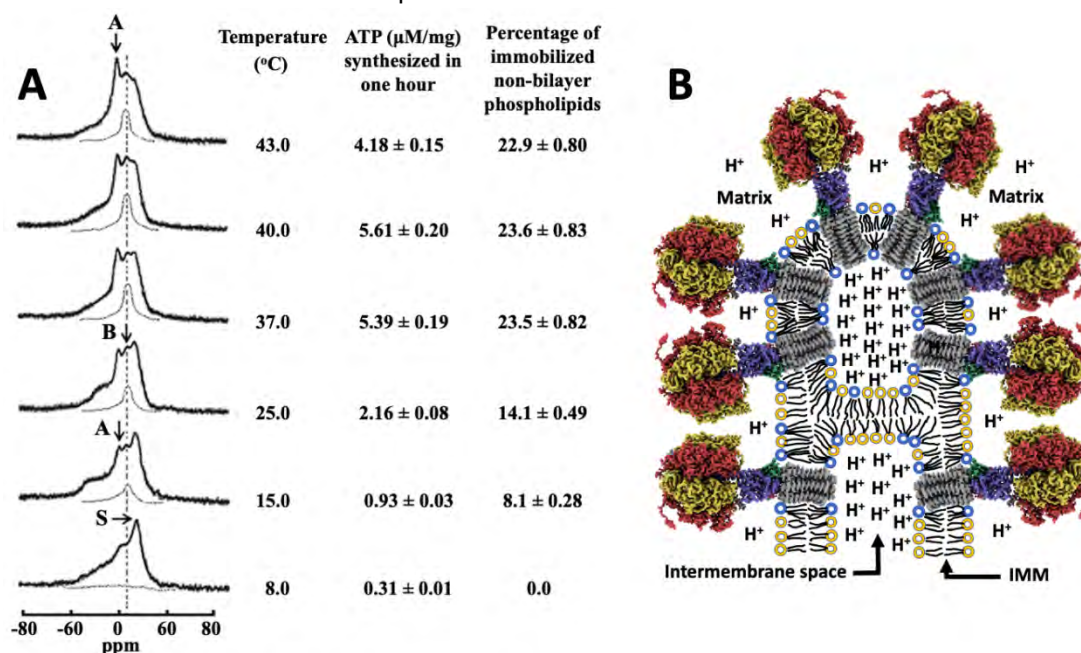 A
A
B
A
S
-80 -60 0 60 80
ppm
Temperature
(°C)
ATP (μM/mg)
synthesized in
one hour
Percentage of
immobilized
non-bilayer
phospholipids
43.0 4.18 ± 0.15 22.9 ± 0.80
40.0 5.61 ± 0.20 23.6 ± 0.83
37.0 5.39 ± 0.19 23.5 ± 0.82
25.0 2.16 ± 0.08 14.1 ± 0.49
15.0 0.93 ± 0.03 8.1 ± 0.28
8.0 0.31 ± 0.01 0.0
B
H⁺ H⁺ H⁺
Matrix Matrix
H⁺ H⁺
H⁺
H⁺ H⁺
H⁺ H⁺ H⁺
H⁺ H⁺ H⁺
H⁺ H⁺ H⁺ H⁺ H⁺
H⁺ H⁺ H⁺
H⁺ H⁺ H⁺
H⁺ H⁺
H⁺ H⁺
H⁺
H⁺ H⁺
H⁺ H⁺
H⁺ H⁺
H⁺ H⁺
Intermembrane space
IMM